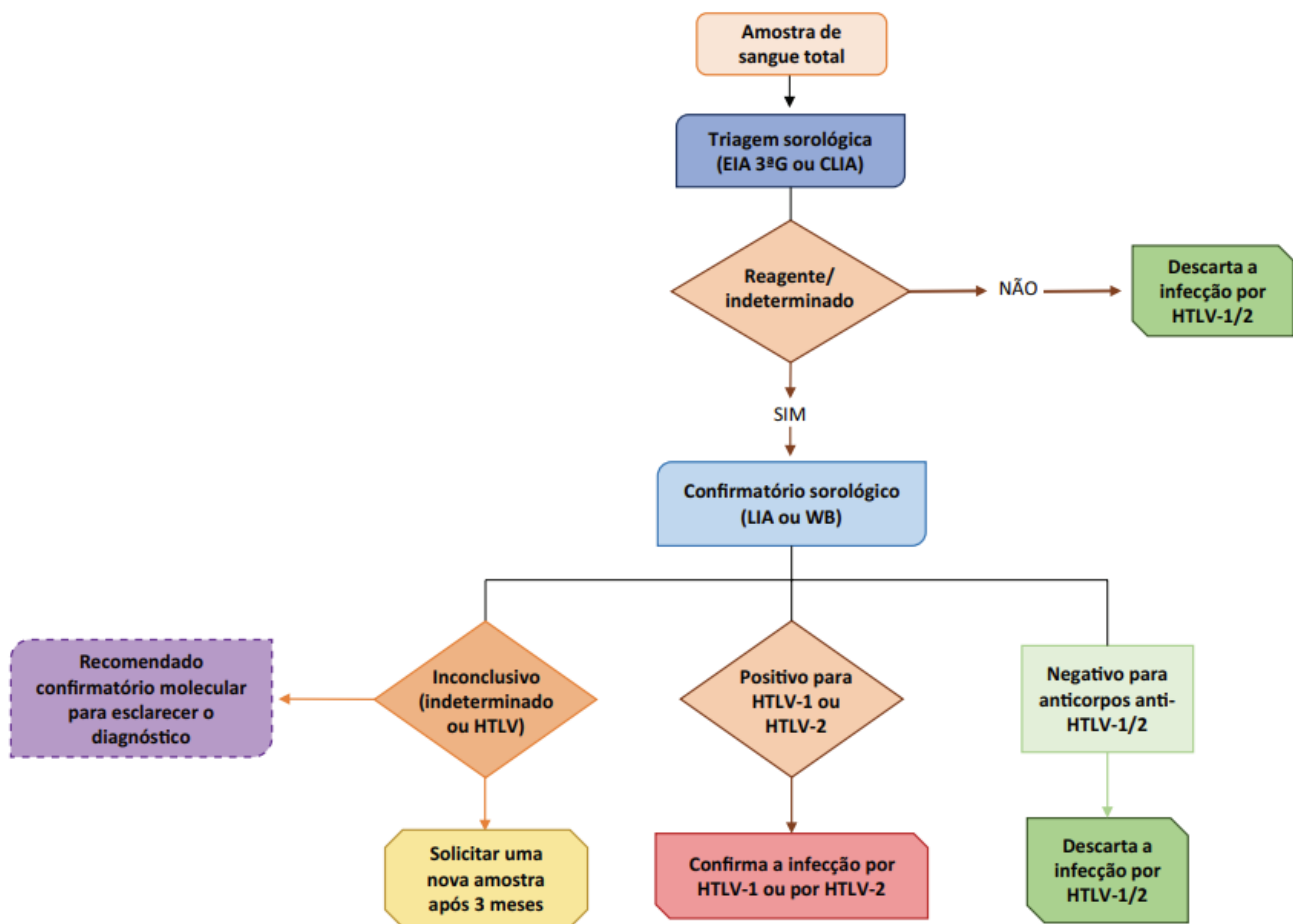 Amostra de
sangue total
Triagem sorológica
(EIA 3ªG ou CLIA)
Reagente/
indeterminado
NÃO
Descarta a
infecção por
HTLV-1/2
SIM
Confirmatório sorológico
(LIA ou WB)
Recomendado
confirmatório molecular
para esclarecer o
diagnóstico
Inconclusivo
(indeterminado
ou HTLV)
Positivo para
HTLV-1 ou
HTLV-2
Negativo para
anticorpos anti-
HTLV-1/2
Solicitar uma
nova amostra
após 3 meses
Confirma a infecção por
HTLV-1 ou por HTLV-2
Descarta a
infecção por
HTLV-1/2